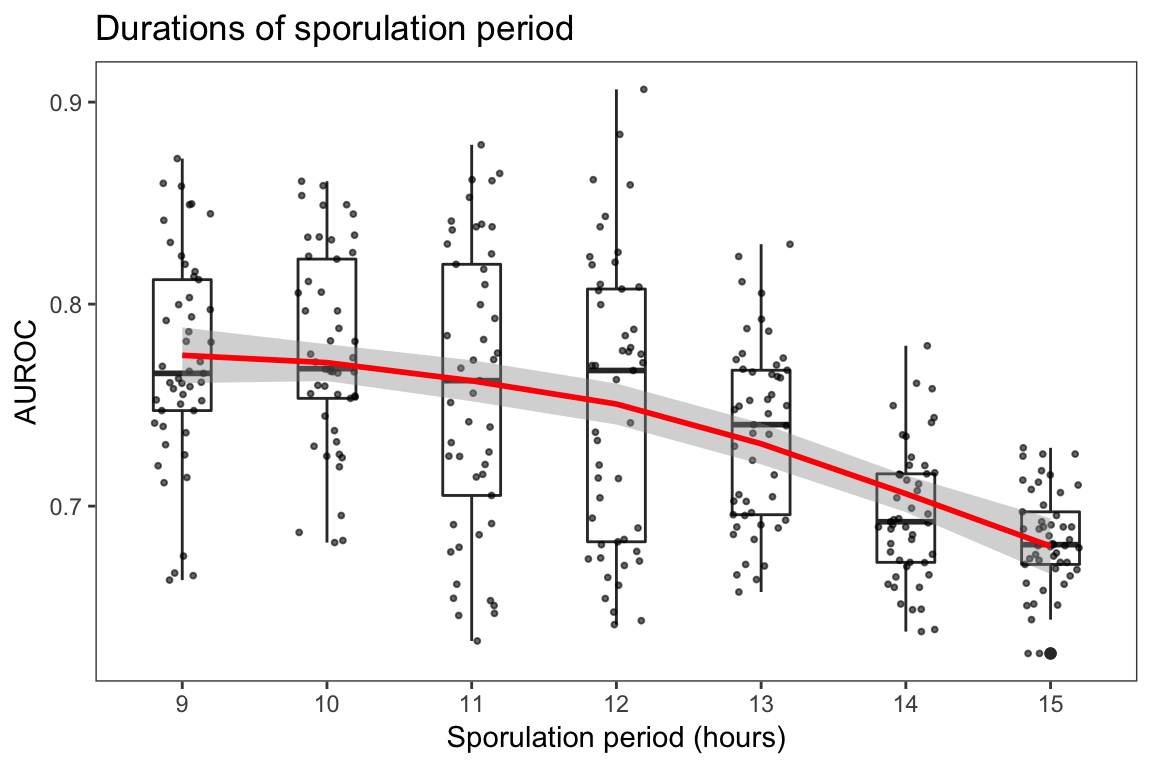 Durations of sporulation period
AUROC
0.9
0.8
0.7
9 10 11 12 13 14 15
Sporulation period (hours)